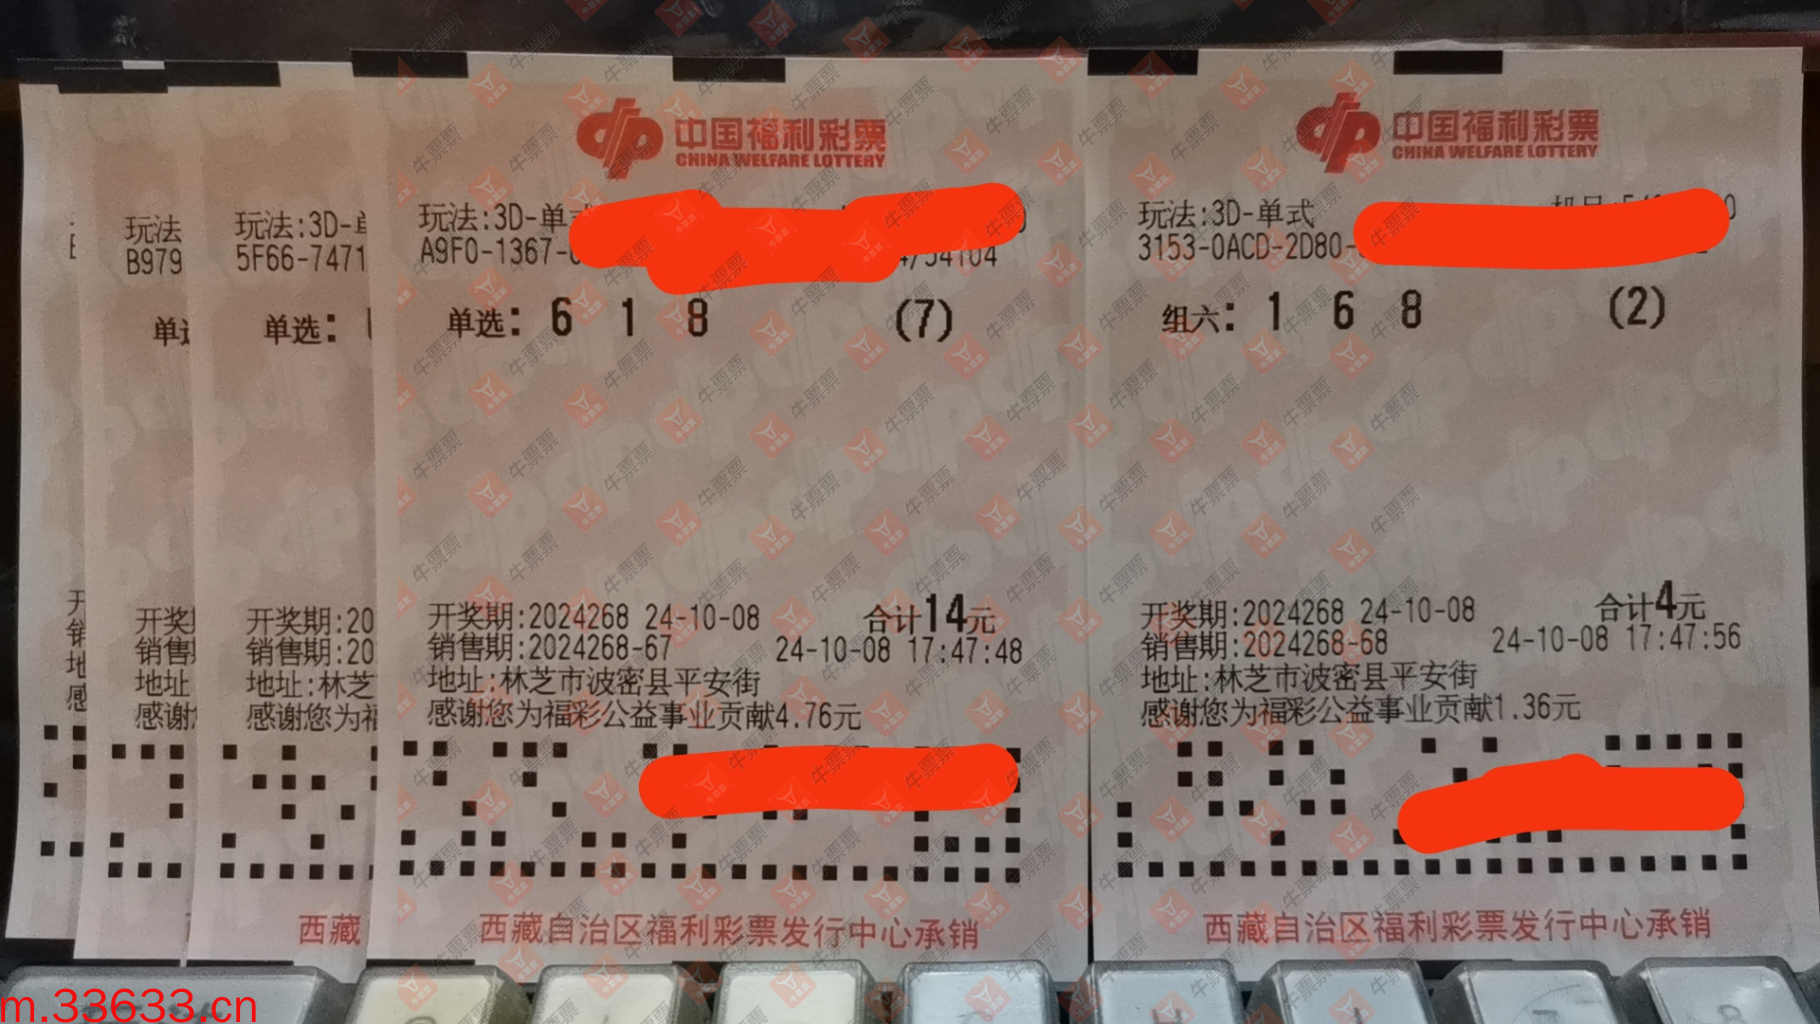 B979
玩法:3D-单
5F66-7471
单选:
开奖期:20
销售期:20
地址:林芝
感谢您为福
西藏
中国福利彩票
CHINA WELFARE LOTTERY
玩法:3D-单式
A9F0-1367-
4/54104
单选: 6 1 8 (7)
开奖期:2024268 24-10-08 合计14元
销售期:2024268-67 24-10-08 17:47:48
地址:林芝市波密县平安街
感谢您为福彩公益事业贡献4.76元
西藏自治区福利彩票发行中心承销
中国福利彩票
CHINA WELFARE LOTTERY
玩法:3D-单式
3153-0ACD-2D80-
组六: 1 6 8 (2)
开奖期:2024268 24-10-08 合计4元
销售期:2024268-68 24-10-08 17:47:56
地址:林芝市波密县平安街
感谢您为福彩公益事业贡献1.36元
西藏自治区福利彩票发行中心承销
牛票票
m.33633.cn